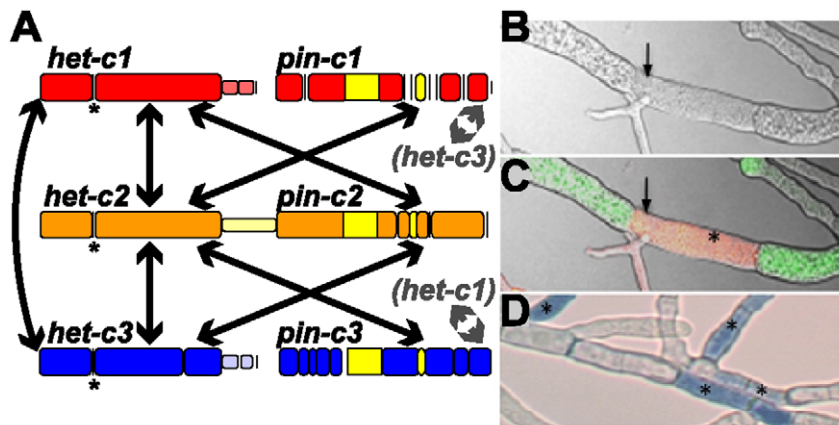 A
het-c1 pin-c1
*
(het-c3)
het-c2 pin-c2
*
(het-c1)
het-c3 pin-c3
*
B
C
*
D
*
*
* *